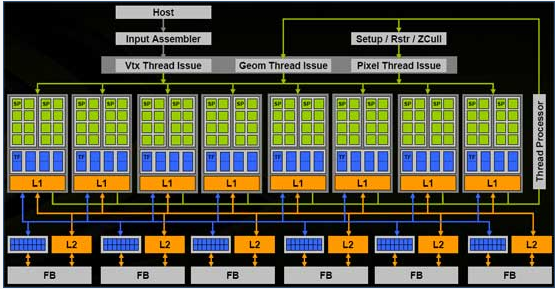 Host
Input Assembler
Setup / Rstr / ZCull
Vtx Thread Issue
Geom Thread Issue
Pixel Thread Issue
Thread Processor
SP SP SP SP SP SP SP SP SP SP SP SP SP SP SP SP
TF TF TF TF TF TF TF TF
L1 L1 L1 L1 L1 L1 L1 L1
L2 L2 L2 L2 L2 L2
FB FB FB FB FB FB